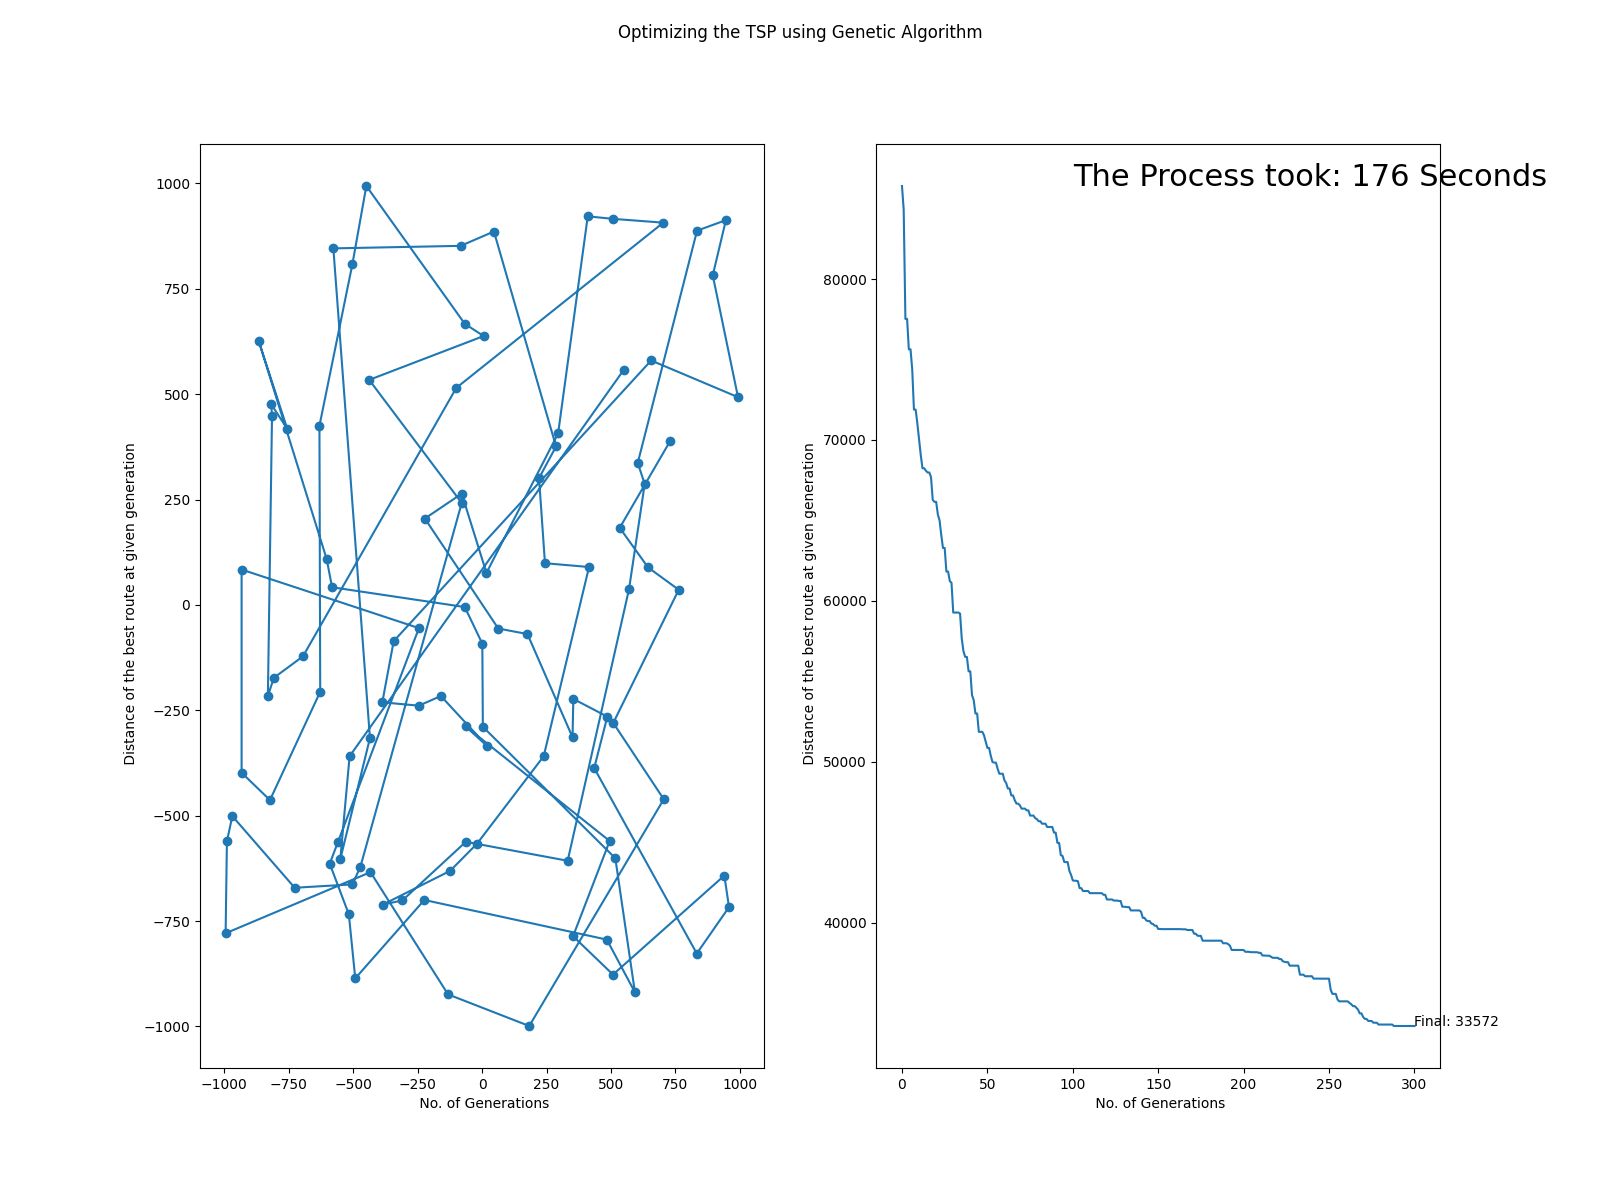 Optimizing the TSP using Genetic Algorithm
Distance of the best route at given generation
1000
750
500
250
0
−250
−500
−750
−1000
−1000 −750 −500 −250 0 250 500 750 1000
No. of Generations
The Process took: 176 Seconds
Distance of the best route at given generation
80000
70000
60000
50000
40000
Final: 33572
0 50 100 150 200 250 300
No. of Generations